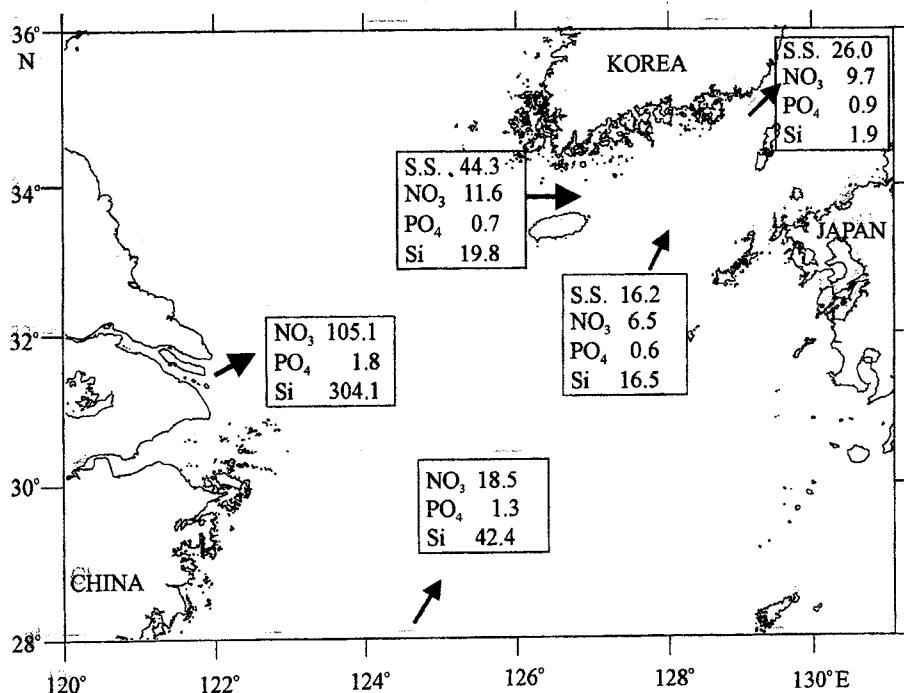 36°
N
KOREA
S.S. 26.0
NO₃ 9.7
PO₄ 0.9
Si 1.9
S.S. 44.3
NO₃ 11.6
PO₄ 0.7
Si 19.8
34°
JAPAN
S.S. 16.2
NO₃ 6.5
PO₄ 0.6
Si 16.5
32°
NO₃ 105.1
PO₄ 1.8
Si 304.1
30°
NO₃ 18.5
PO₄ 1.3
Si 42.4
CHINA
28°
120° 122° 124° 126° 128° 130°E